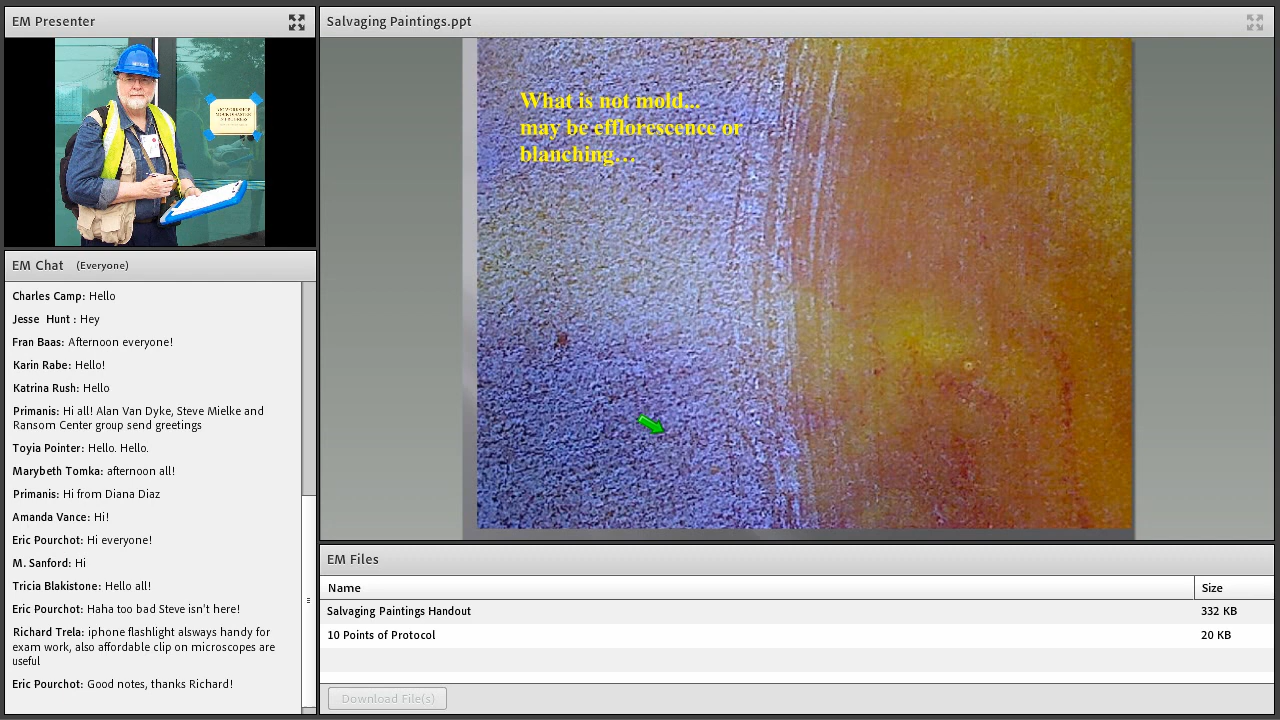 EM Presenter
EM Chat (Everyone)
Charles Camp: Hello
Jesse Hunt : Hey
Fran Baas: Afternoon everyone!
Karin Rabe: Hello!
Katrina Rush: Hello
Primanis: Hi all! Alan Van Dyke, Steve Mielke and
Ransom Center group send greetings
Toyia Pointer: Hello. Hello.
Marybeth Tomka: afternoon all!
Primanis: Hi from Diana Diaz
Amanda Vance: Hi!
Eric Pourchot: Hi everyone!
M. Sanford: Hi
Tricia Blakistone: Hello all!
Eric Pourchot: Haha too bad Steve isn't here!
Richard Trela: iphone flashlight alsways handy for
exam work, also affordable clip on microscopes are
useful
Eric Pourchot: Good notes, thanks Richard!
Salvaging Paintings.ppt
What is not mold...
may be efflorescence or
blanching...
EM Files
Name Size
Salvaging Paintings Handout 332 KB
10 Points of Protocol 20 KB
Download File(s)